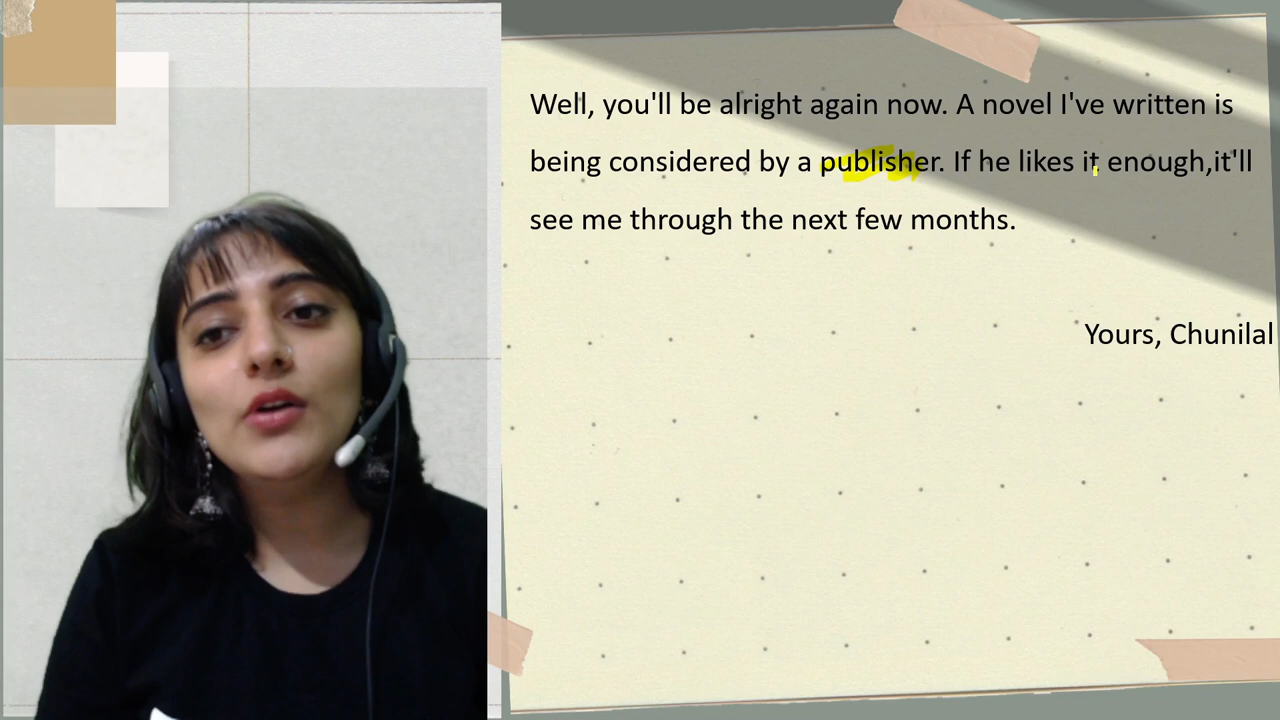 Well, you'll be alright again now. A novel I've written is
being considered by a publisher. If he likes it enough,it'll
see me through the next few months.
Yours, Chunilal